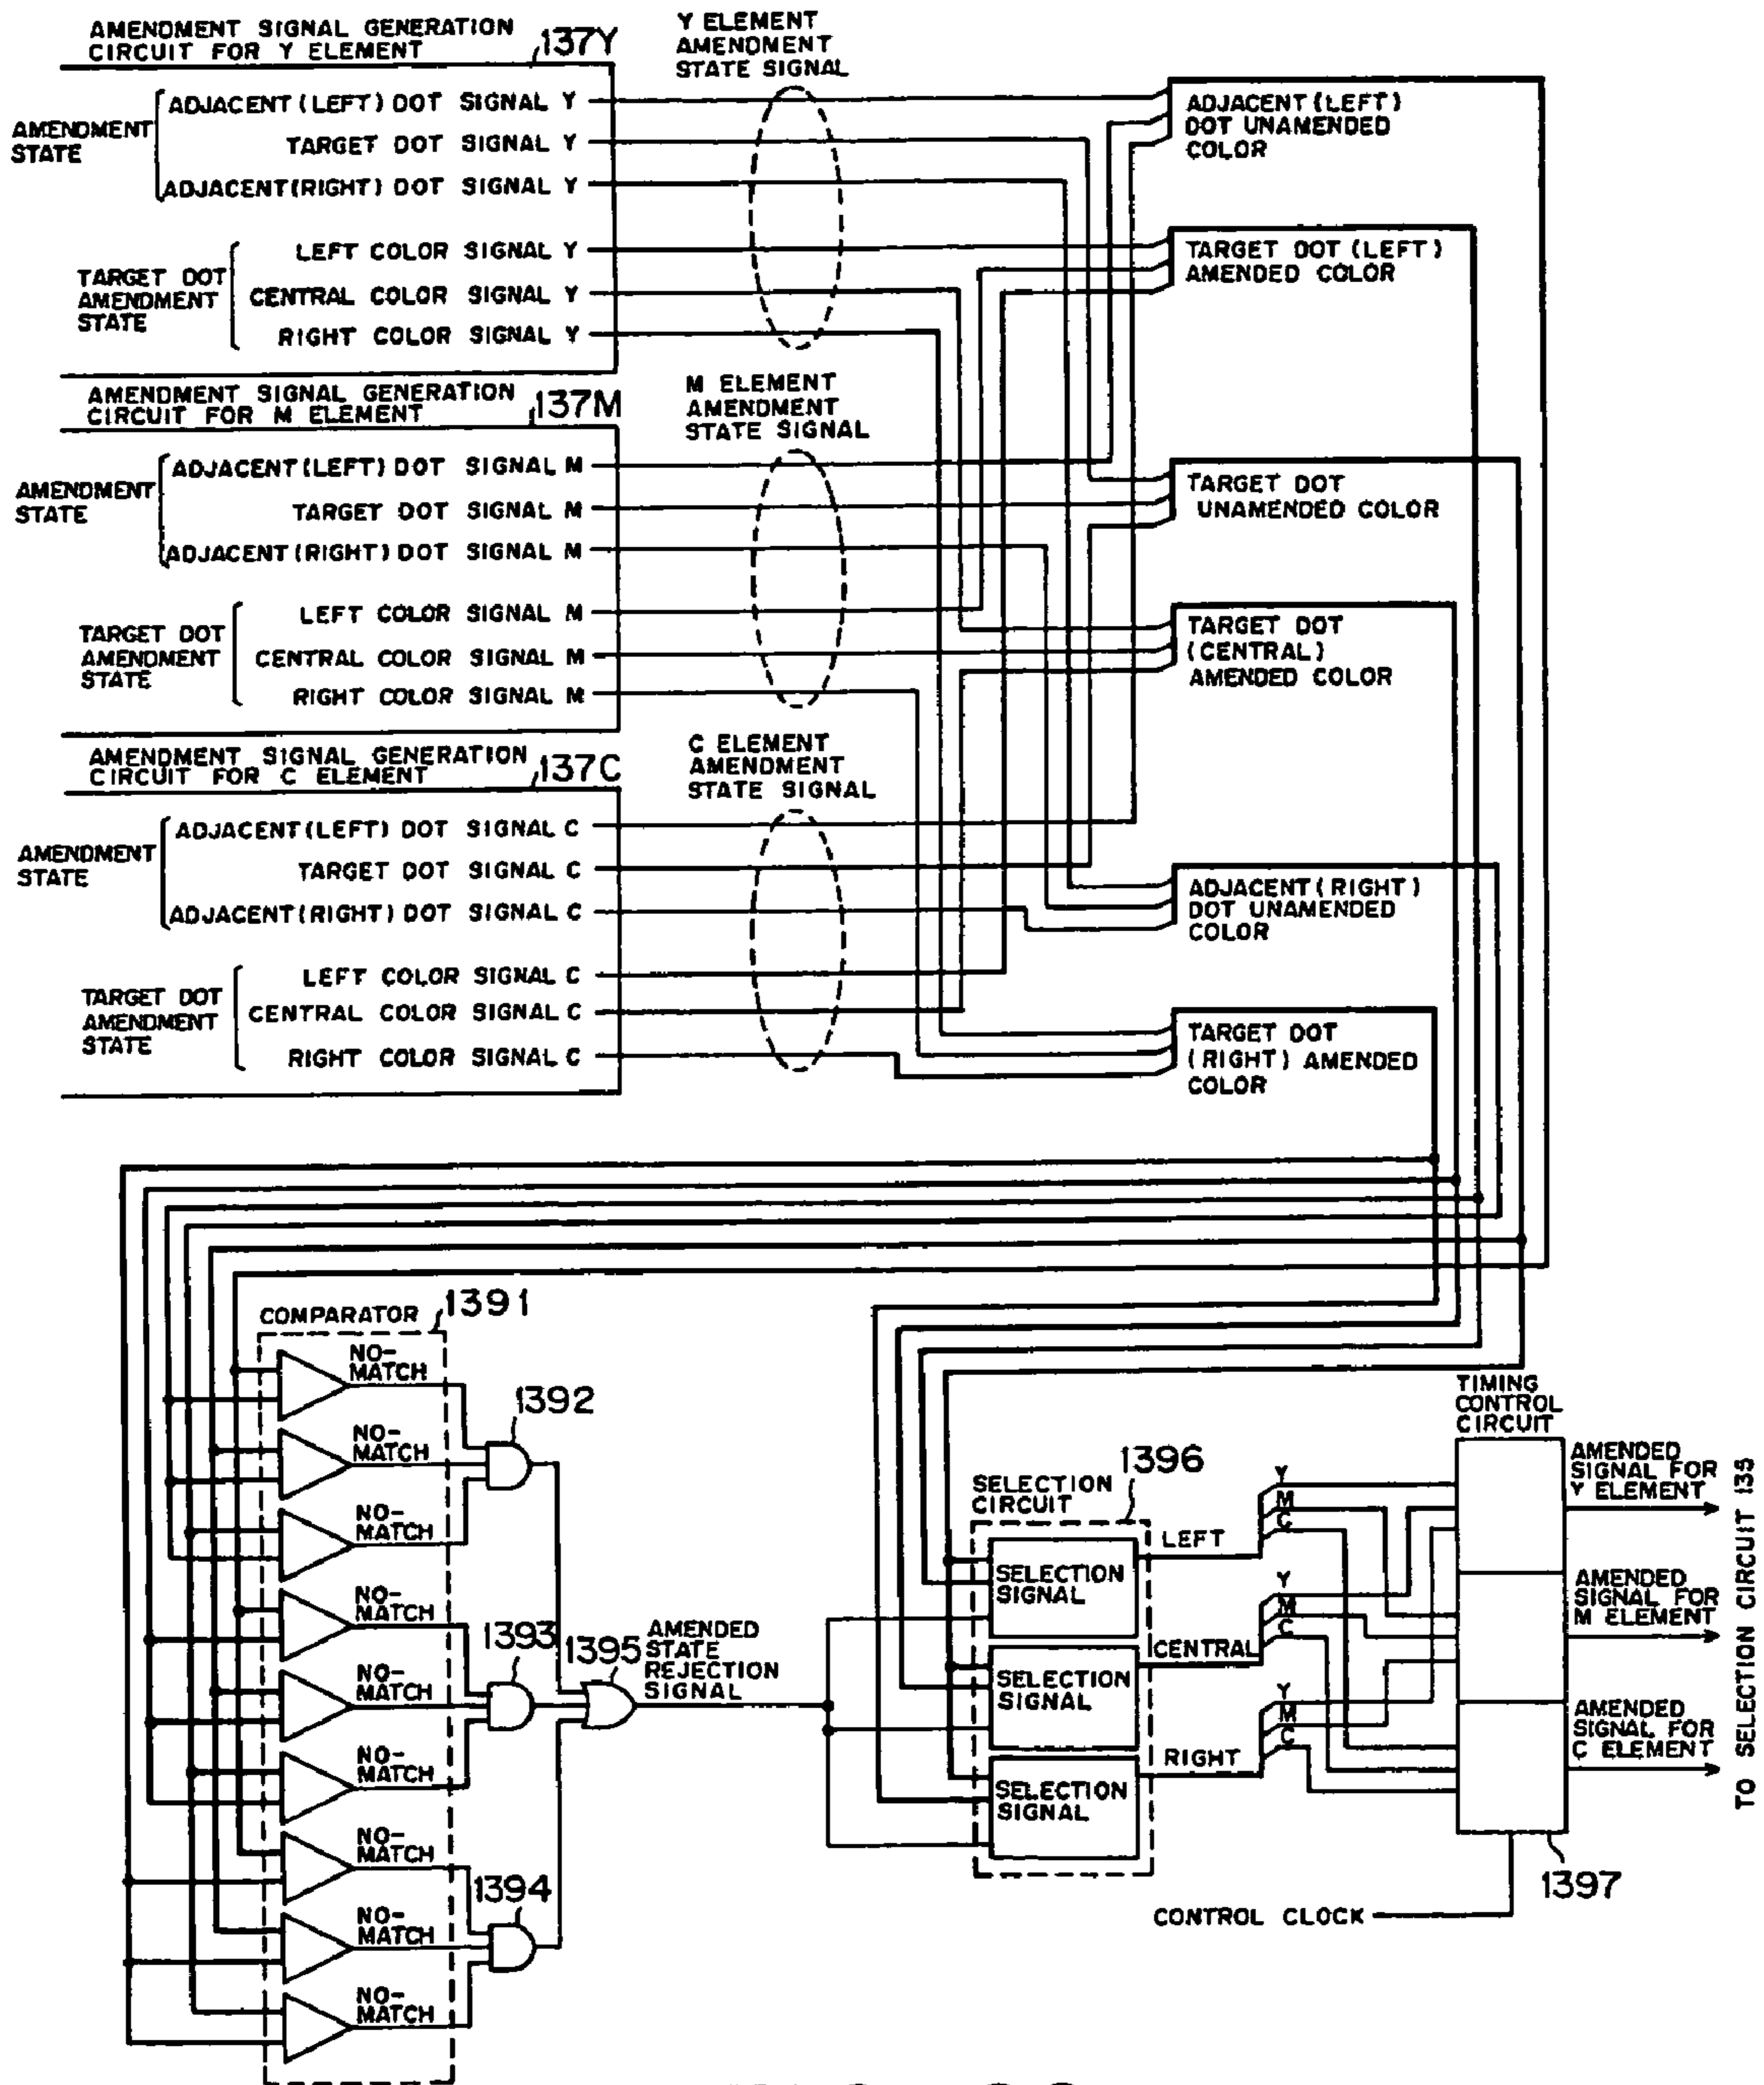 AMENDMENT SIGNAL GENERATION
CIRCUIT FOR Y ELEMENT
137Y
Y ELEMENT
AMENDMENT
STATE SIGNAL
AMENDMENT
STATE
ADJACENT (LEFT) DOT SIGNAL Y
TARGET DOT SIGNAL Y
ADJACENT(RIGHT) DOT SIGNAL Y
TARGET DOT
AMENDMENT
STATE
LEFT COLOR SIGNAL Y
CENTRAL COLOR SIGNAL Y
RIGHT COLOR SIGNAL Y
ADJACENT (LEFT)
DOT UNAMENDED
COLOR
TARGET DOT (LEFT)
AMENDED COLOR
AMENDMENT SIGNAL GENERATION
CIRCUIT FOR M ELEMENT
137M
M ELEMENT
AMENDMENT
STATE SIGNAL
AMENDMENT
STATE
ADJACENT(LEFT) DOT SIGNAL M
TARGET DOT SIGNAL M
ADJACENT(RIGHT) DOT SIGNAL M
TARGET DOT
AMENDMENT
STATE
LEFT COLOR SIGNAL M
CENTRAL COLOR SIGNAL M
RIGHT COLOR SIGNAL M
TARGET DOT
UNAMENDED COLOR
TARGET DOT
(CENTRAL)
AMENDED COLOR
AMENDMENT SIGNAL GENERATION
CIRCUIT FOR C ELEMENT
137C
C ELEMENT
AMENDMENT
STATE SIGNAL
AMENDMENT
STATE
ADJACENT(LEFT) DOT SIGNAL C
TARGET DOT SIGNAL C
ADJACENT(RIGHT) DOT SIGNAL C
TARGET DOT
AMENDMENT
STATE
LEFT COLOR SIGNAL C
CENTRAL COLOR SIGNAL C
RIGHT COLOR SIGNAL C
ADJACENT (RIGHT)
DOT UNAMENDED
COLOR
TARGET DOT
(RIGHT) AMENDED
COLOR
COMPARATOR
1391
NO-
MATCH
NO-
MATCH
NO-
MATCH
NO-
MATCH
NO-
MATCH
NO-
MATCH
NO-
MATCH
NO-
MATCH
NO-
MATCH
1392
1393
1394
1395
AMENDED
STATE
REJECTION
SIGNAL
SELECTION
CIRCUIT
1396
SELECTION
SIGNAL
SELECTION
SIGNAL
SELECTION
SIGNAL
LEFT
CENTRAL
RIGHT
Y
M
C
Y
M
C
Y
M
C
TIMING
CONTROL
CIRCUIT
AMENDED
SIGNAL FOR
Y ELEMENT
AMENDED
SIGNAL FOR
M ELEMENT
AMENDED
SIGNAL FOR
C ELEMENT
TO SELECTION CIRCUIT 135
1397
CONTROL CLOCK